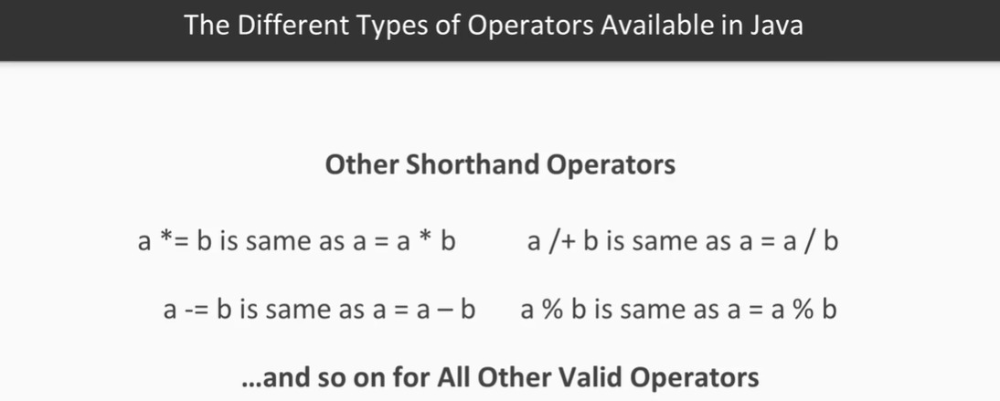 The Different Types of Operators Available in Java
Other Shorthand Operators
a *= b is same as a = a * b a /+ b is same as a = a / b
a -= b is same as a = a – b a % b is same as a = a % b
...and so on for All Other Valid Operators